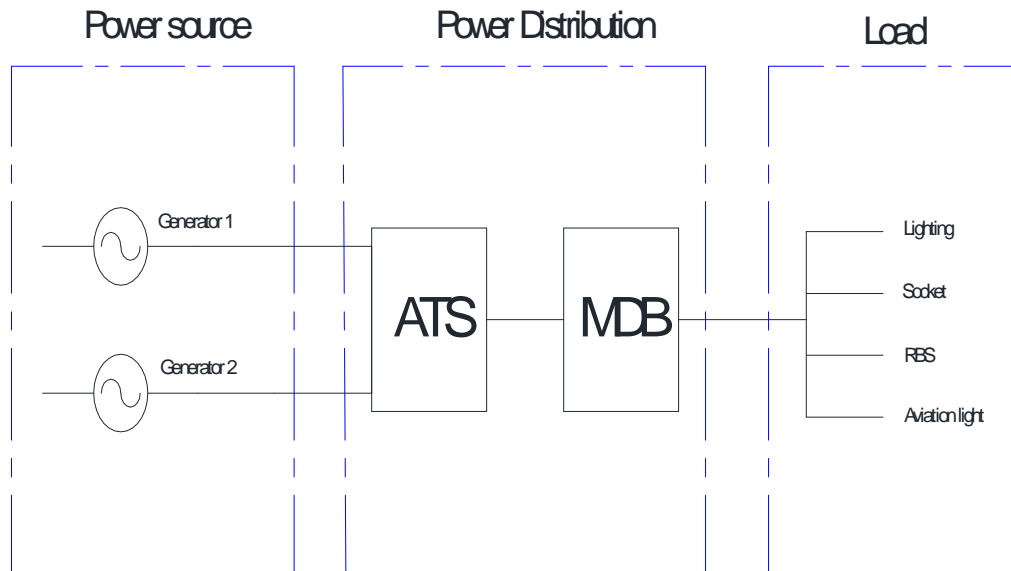 Power source
Power Distribution
Load
Generator 1
Generator 2
ATS
MDB
Lighting
Socket
RBS
Aviation light